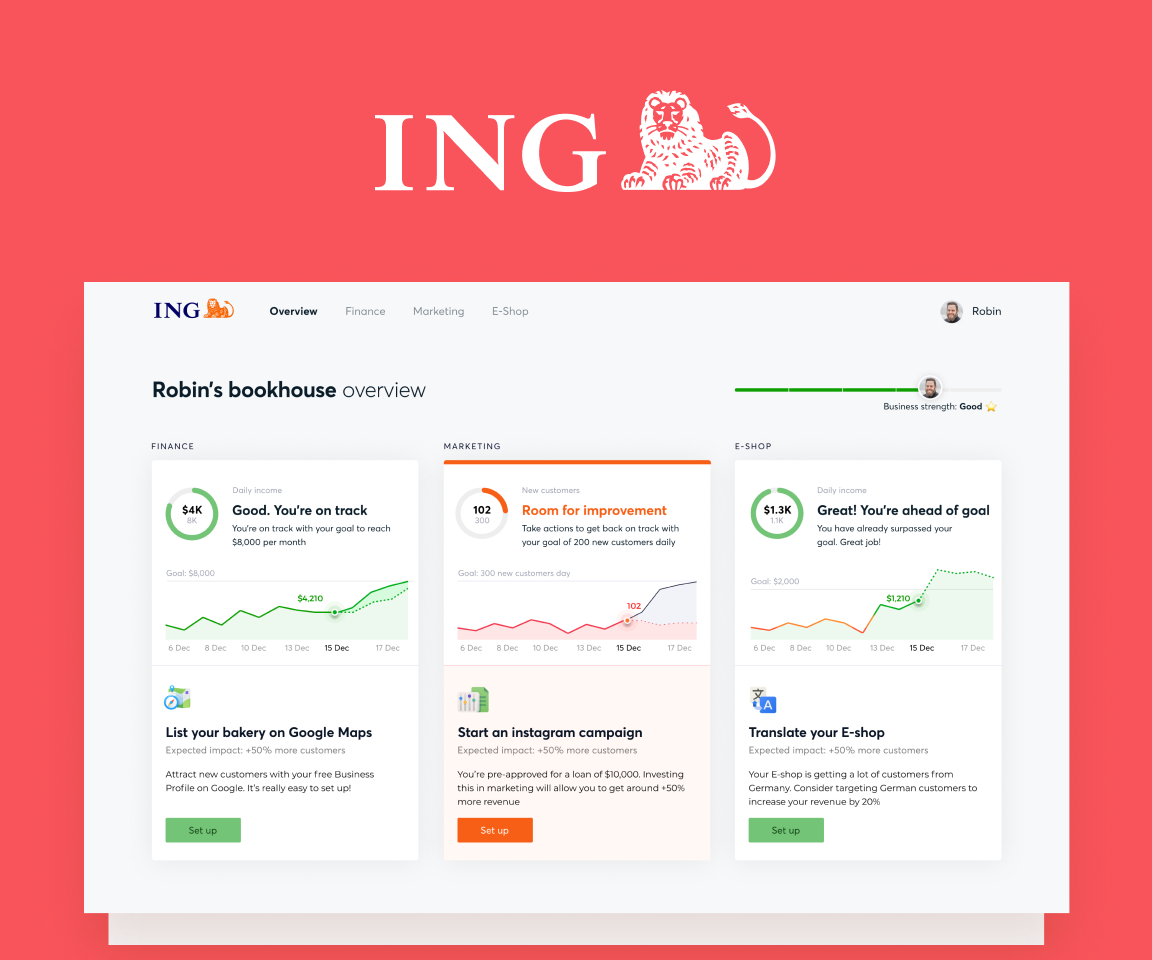 ING
ING
Overview Finance Marketing E-Shop Robin
Robin's bookhouse overview
Business strength: Good
FINANCE
$4K
8K
Daily income
Good. You're on track
You're on track with your goal to reach
$8,000 per month
Goal: $8,000
$4,210
6 Dec 8 Dec 10 Dec 13 Dec 15 Dec 17 Dec
List your bakery on Google Maps
Expected impact: +50% more customers
Attract new customers with your free Business
Profile on Google. It's really easy to set up!
Set up
MARKETING
102
300
New customers
Room for improvement
Take actions to get back on track with
your goal of 200 new customers daily
Goal: 300 new customers day
102
6 Dec 8 Dec 10 Dec 13 Dec 15 Dec 17 Dec
Start an instagram campaign
Expected impact: +50% more customers
You're pre-approved for a loan of $10,000. Investing
this in marketing will allow you to get around +50%
more revenue
Set up
E-SHOP
$1.3K
1.1K
Daily income
Great! You're ahead of goal
You have already surpassed your
goal. Great job!
Goal: $2,000
$1,210
6 Dec 8 Dec 10 Dec 13 Dec 15 Dec 17 Dec
文
A
Translate your E-shop
Expected impact: +50% more customers
Your E-shop is getting a lot of customers from
Germany. Consider targeting German customers to
increase your revenue by 20%
Set up